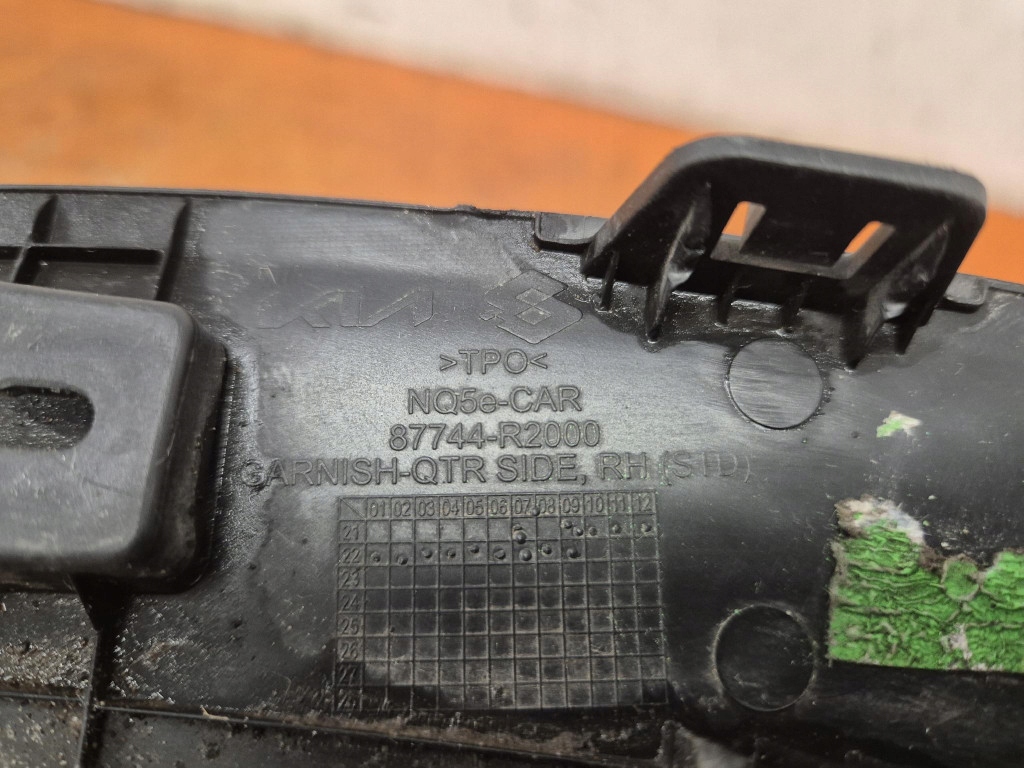 KIA
>TPO<
NQ5e-CAR
87744-R2000
GARNISH-QTR SIDE, RH (STD)
01 02 03 04 05 06 07 08 09 10 11 12
21
22
23
24
25
26
27